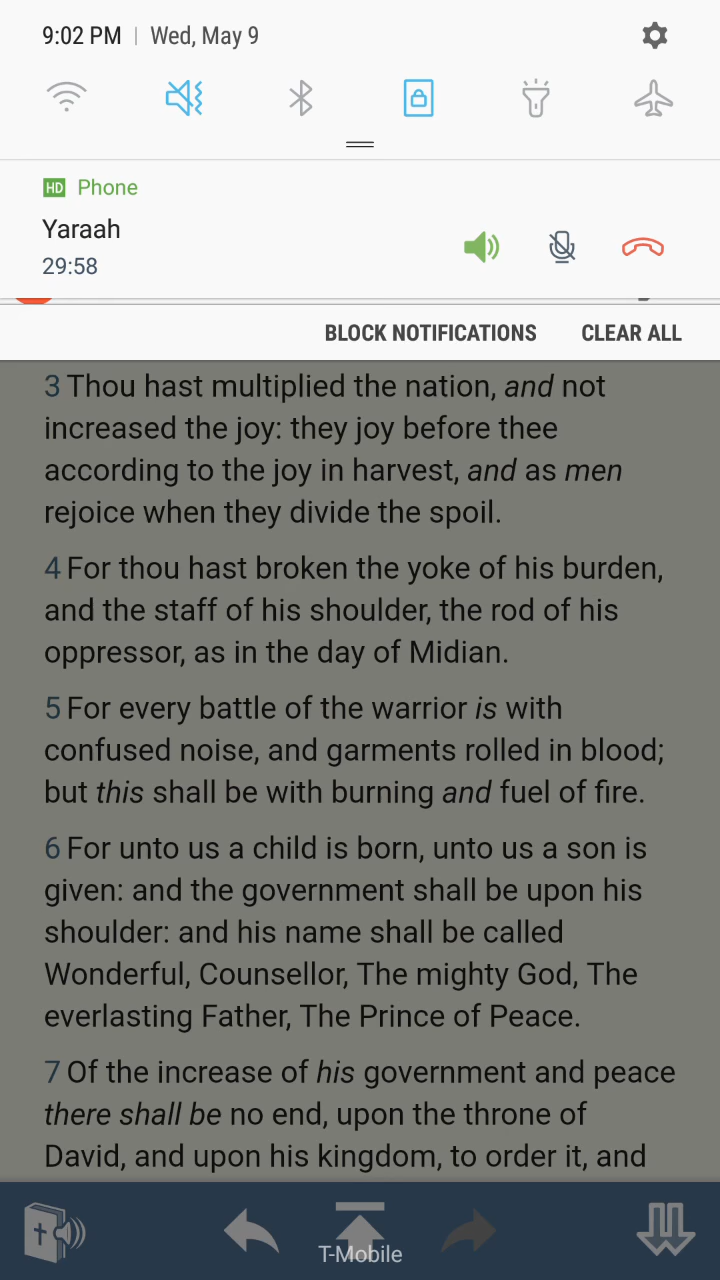 9:02 PM | Wed, May 9
HD Phone
Yaraah
29:58
BLOCK NOTIFICATIONS CLEAR ALL
3 Thou hast multiplied the nation, and not
increased the joy: they joy before thee
according to the joy in harvest, and as men
rejoice when they divide the spoil.
4 For thou hast broken the yoke of his burden,
and the staff of his shoulder, the rod of his
oppressor, as in the day of Midian.
5 For every battle of the warrior is with
confused noise, and garments rolled in blood;
but this shall be with burning and fuel of fire.
6 For unto us a child is born, unto us a son is
given: and the government shall be upon his
shoulder: and his name shall be called
Wonderful, Counsellor, The mighty God, The
everlasting Father, The Prince of Peace.
7 Of the increase of his government and peace
there shall be no end, upon the throne of
David, and upon his kingdom, to order it, and
T-Mobile